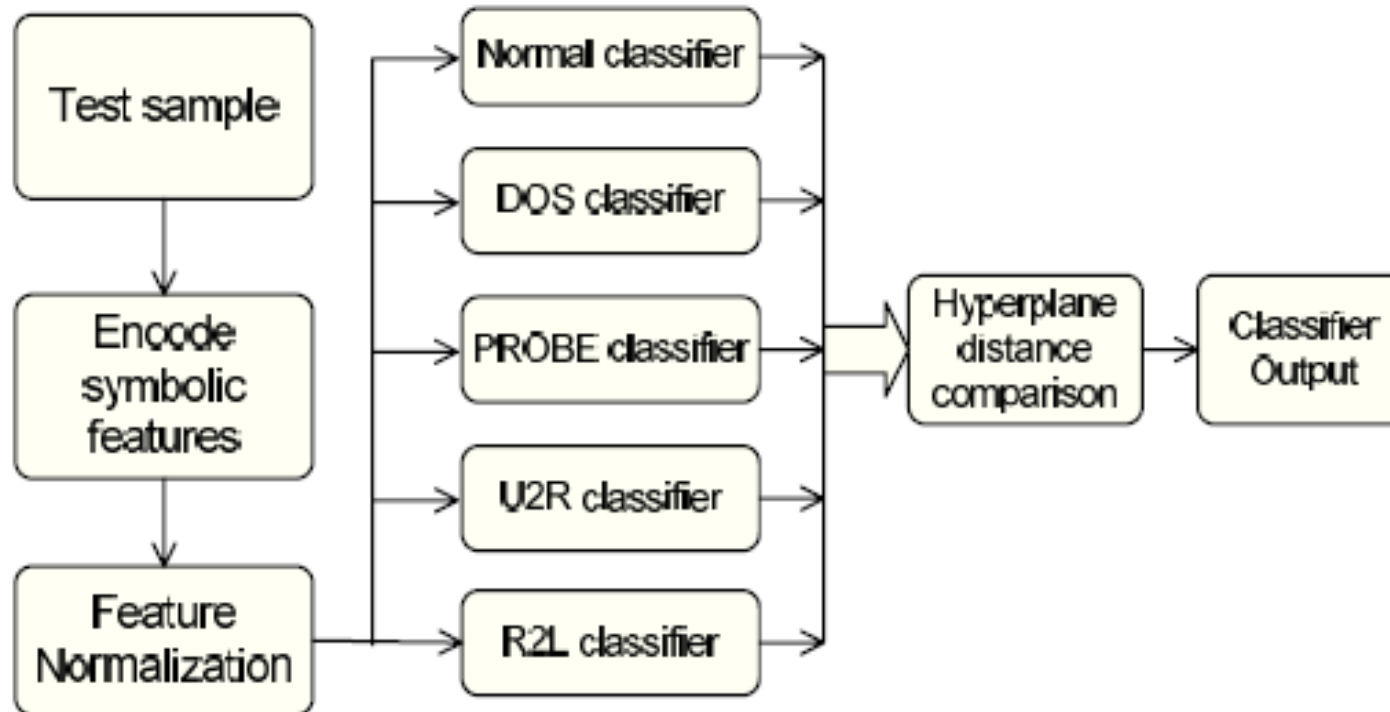 Test sample
Encode
symbolic
features
Feature
Normalization
Normal classifier
DOS classifier
PROBE classifier
U2R classifier
R2L classifier
Hyperplane
distance
comparison
Classifier
Output